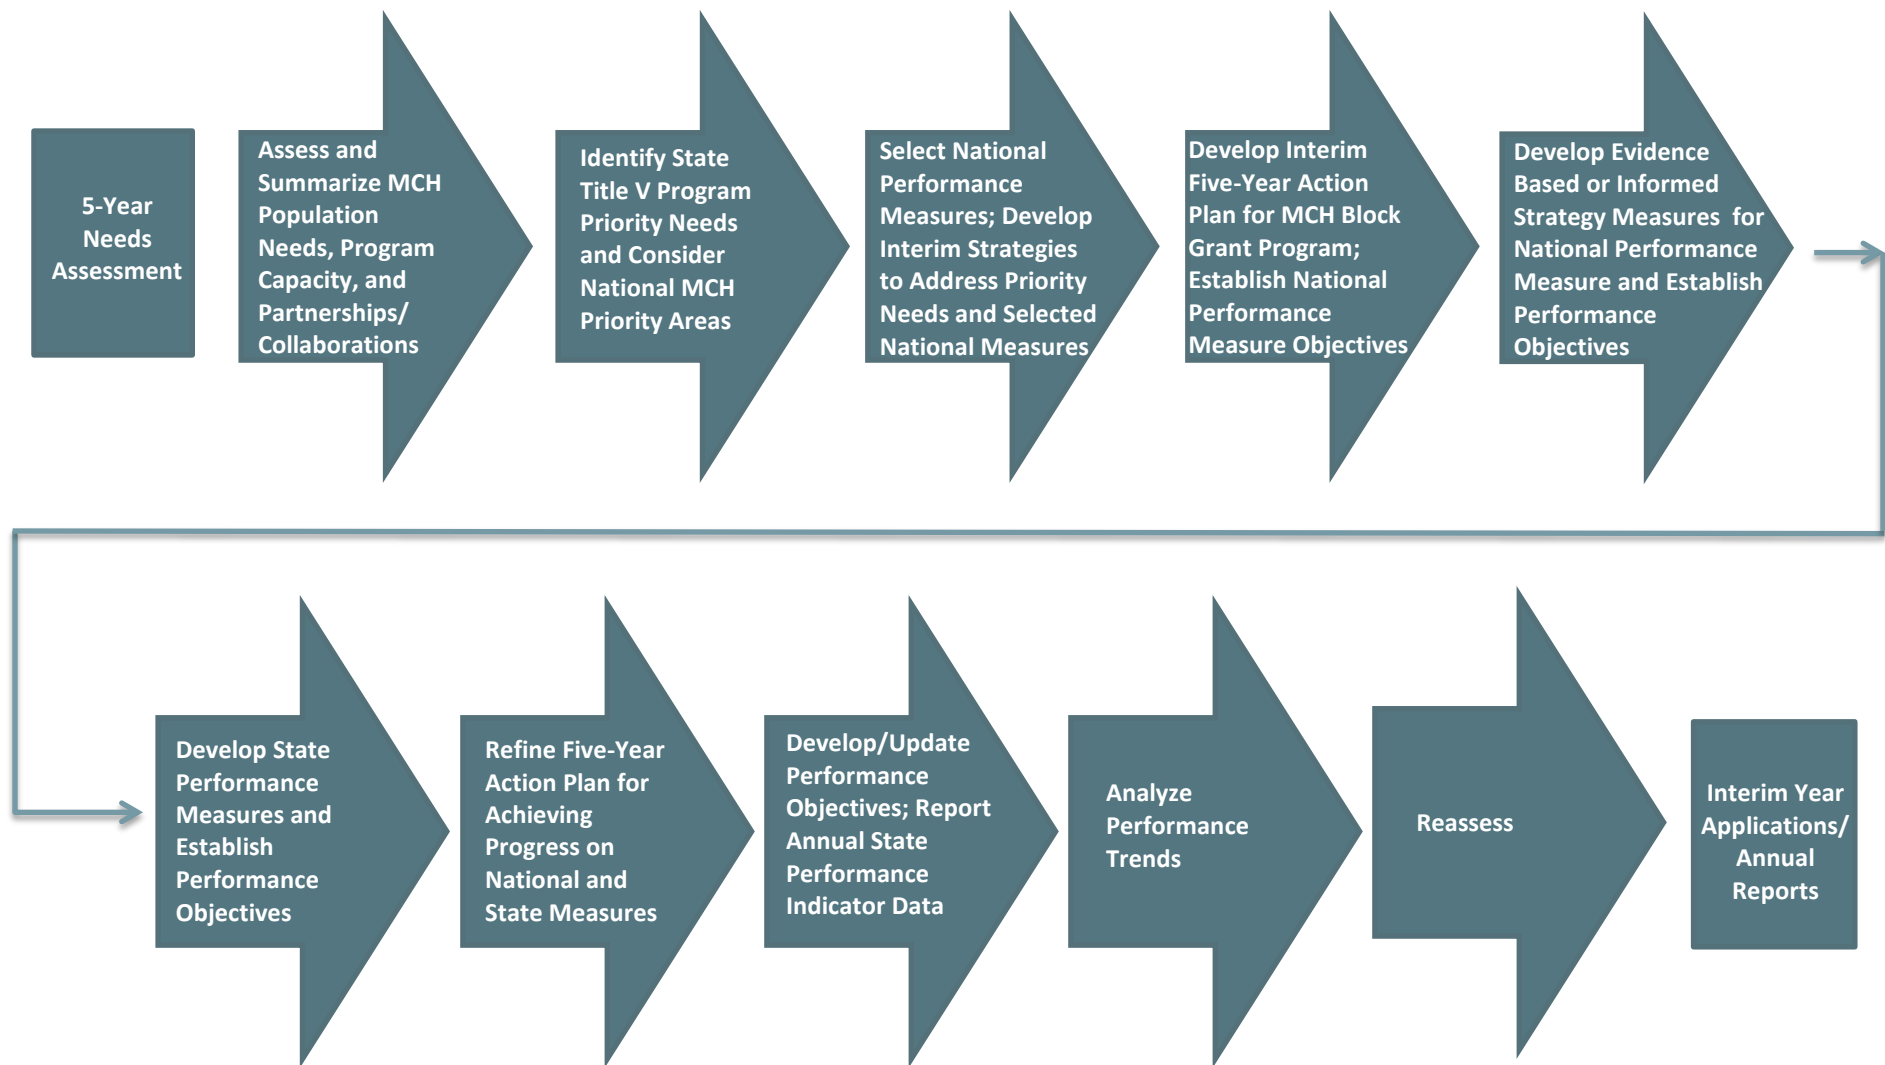 5-Year
Needs
Assessment
Assess and
Summarize MCH
Population
Needs, Program
Capacity, and
Partnerships/
Collaborations
Identify State
Title V Program
Priority Needs
and Consider
National MCH
Priority Areas
Select National
Performance
Measures; Develop
Interim Strategies
to Address Priority
Needs and Selected
National Measures
Develop Interim
Five-Year Action
Plan for MCH Block
Grant Program;
Establish National
Performance
Measure Objectives
Develop Evidence
Based or Informed
Strategy Measures  for
National Performance
Measure and Establish
Performance
Objectives
Develop State
Performance
Measures and
Establish
Performance
Objectives
Refine Five-Year
Action Plan for
Achieving
Progress on
National and
State Measures
Develop/Update
Performance
Objectives; Report
Annual State
Performance
Indicator Data
Analyze
Performance
Trends
Reassess
Interim Year
Applications/
Annual
Reports